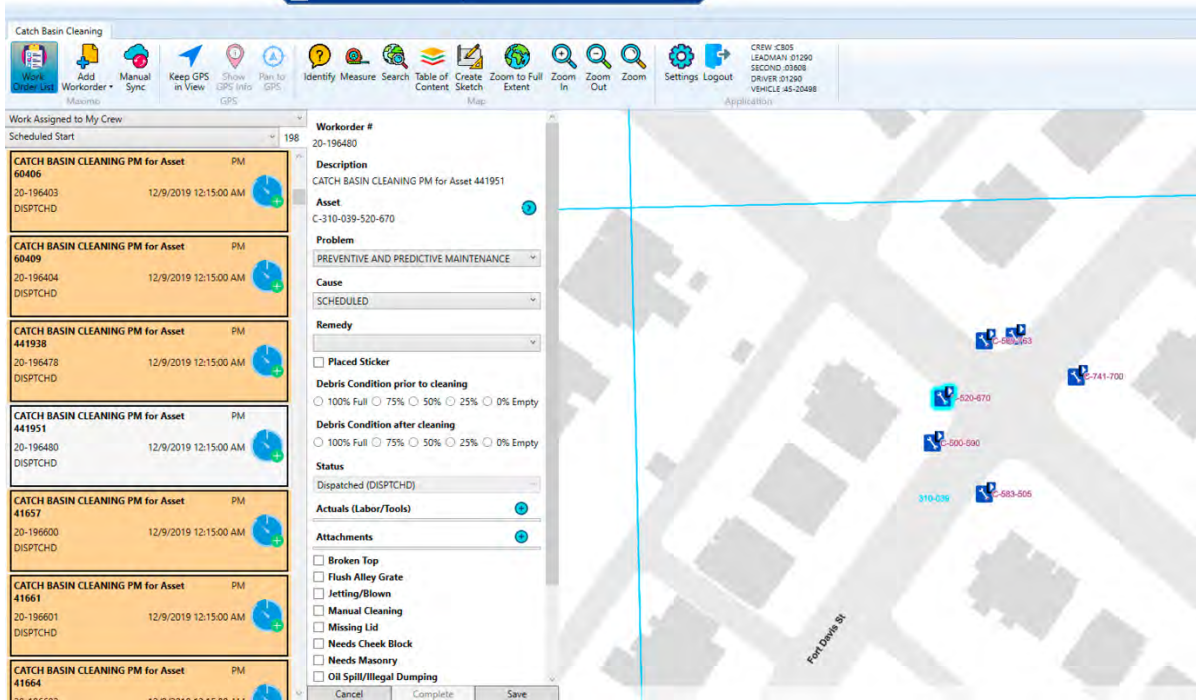 Catch Basin Cleaning
Work Order List
Add Workorder
Manual Sync
Maximo
Keep GPS in View
Show GPS Info
Pan to GPS
GPS
Identify
Measure
Search
Table of Content
Create Sketch
Zoom to Full Extent
Zoom In
Zoom Out
Zoom
Map
Settings
Logout
CREW :CB05
LEADMAN :01290
SECOND :03608
DRIVER :01290
VEHICLE :45-20498
Application
Work Assigned to My Crew
Scheduled Start 198
CATCH BASIN CLEANING PM for Asset PM
60406
20-196403 12/9/2019 12:15:00 AM
DISPTCHD
CATCH BASIN CLEANING PM for Asset PM
60409
20-196404 12/9/2019 12:15:00 AM
DISPTCHD
CATCH BASIN CLEANING PM for Asset PM
441938
20-196478 12/9/2019 12:15:00 AM
DISPTCHD
CATCH BASIN CLEANING PM for Asset PM
441951
20-196480 12/9/2019 12:15:00 AM
DISPTCHD
CATCH BASIN CLEANING PM for Asset PM
41657
20-196600 12/9/2019 12:15:00 AM
DISPTCHD
CATCH BASIN CLEANING PM for Asset PM
41661
20-196601 12/9/2019 12:15:00 AM
DISPTCHD
CATCH BASIN CLEANING PM for Asset PM
41664
Workorder #
20-196480
Description
CATCH BASIN CLEANING PM for Asset 441951
Asset
C-310-039-520-670
Problem
PREVENTIVE AND PREDICTIVE MAINTENANCE
Cause
SCHEDULED
Remedy
Placed Sticker
Debris Condition prior to cleaning
100% Full 75% 50% 25% 0% Empty
Debris Condition after cleaning
100% Full 75% 50% 25% 0% Empty
Status
Dispatched (DISPTCHD)
Actuals (Labor/Tools)
Attachments
Broken Top
Flush Alley Grate
Jetting/Blown
Manual Cleaning
Missing Lid
Needs Cheek Block
Needs Masonry
Oil Spill/Illegal Dumping
Cancel Complete Save
C-741-700
-520-670
C-500-590
310-039
C-583-505
Fort Davis St